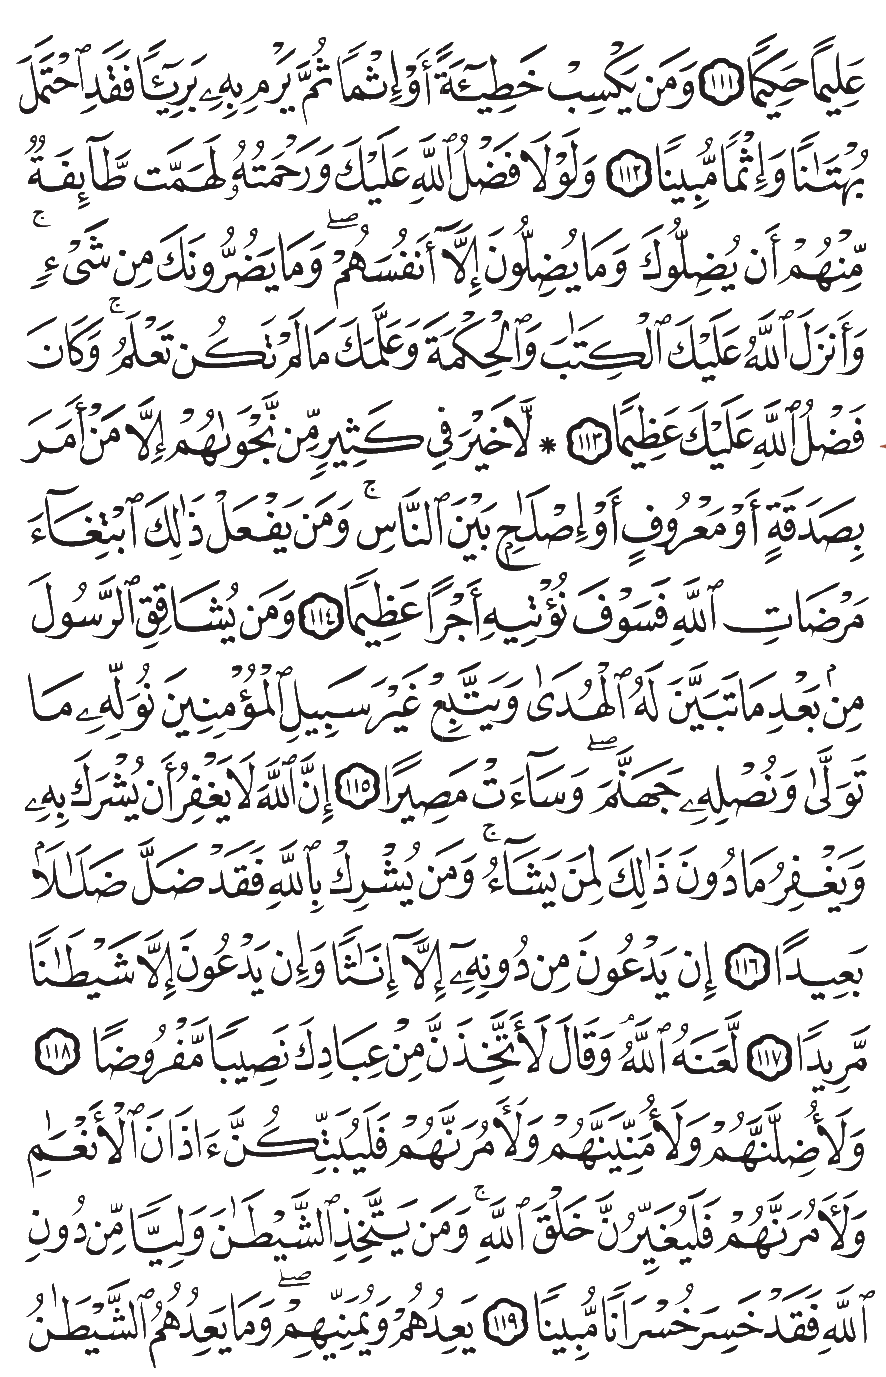 عَلِيمًا حَكِيمًا ١١١ وَمَن يَكْسِبْ خَطِيٓـَٔةً أَوْ إِثْمًا ثُمَّ يَرْمِ بِهِۦ بَرِيٓـًٔا فَقَدِ ٱحْتَمَلَ
بُهْتَٰنًا وَإِثْمًا مُّبِينًا ١١٢ وَلَوْلَا فَضْلُ ٱللَّهِ عَلَيْكَ وَرَحْمَتُهُۥ لَهَمَّت طَّآئِفَةٌ
مِّنْهُمْ أَن يُضِلُّوكَ وَمَا يُضِلُّونَ إِلَّآ أَنفُسَهُمْ ۖ وَمَا يَضُرُّونَكَ مِن شَىْءٍ ۚ
وَأَنزَلَ ٱللَّهُ عَلَيْكَ ٱلْكِتَٰبَ وَٱلْحِكْمَةَ وَعَلَّمَكَ مَا لَمْ تَكُن تَعْلَمُ ۚ وَكَانَ
فَضْلُ ٱللَّهِ عَلَيْكَ عَظِيمًا ١١٣ * لَّا خَيْرَ فِى كَثِيرٍ مِّن نَّجْوَىٰهُمْ إِلَّا مَنْ أَمَرَ
بِصَدَقَةٍ أَوْ مَعْرُوفٍ أَوْ إِصْلَٰحٍۭ بَيْنَ ٱلنَّاسِ ۚ وَمَن يَفْعَلْ ذَٰلِكَ ٱبْتِغَآءَ
مَرْضَاتِ ٱللَّهِ فَسَوْفَ نُؤْتِيهِ أَجْرًا عَظِيمًا ١١٤ وَمَن يُشَاقِقِ ٱلرَّسُولَ
مِنۢ بَعْدِ مَا تَبَيَّنَ لَهُ ٱلْهُدَىٰ وَيَتَّبِعْ غَيْرَ سَبِيلِ ٱلْمُؤْمِنِينَ نُوَلِّهِۦ مَا
تَوَلَّىٰ وَنُصْلِهِۦ جَهَنَّمَ ۖ وَسَآءَتْ مَصِيرًا ١١٥ إِنَّ ٱللَّهَ لَا يَغْفِرُ أَن يُشْرَكَ بِهِۦ
وَيَغْفِرُ مَا دُونَ ذَٰلِكَ لِمَن يَشَآءُ ۚ وَمَن يُشْرِكْ بِٱللَّهِ فَقَدْ ضَلَّ ضَلَٰلًۢا
بَعِيدًا ١١٦ إِن يَدْعُونَ مِن دُونِهِۦٓ إِلَّآ إِنَٰثًا وَإِن يَدْعُونَ إِلَّا شَيْطَٰنًا
مَّرِيدًا ١١٧ لَّعَنَهُ ٱللَّهُ ۘ وَقَالَ لَأَتَّخِذَنَّ مِنْ عِبَادِكَ نَصِيبًا مَّفْرُوضًا ١١٨
وَلَأُضِلَّنَّهُمْ وَلَأُمَنِّيَنَّهُمْ وَلَـَٔامُرَنَّهُمْ فَلَيُبَتِّكُنَّ ءَاذَانَ ٱلْأَنْعَٰمِ
وَلَـَٔامُرَنَّهُمْ فَلَيُغَيِّرُنَّ خَلْقَ ٱللَّهِ ۚ وَمَن يَتَّخِذِ ٱلشَّيْطَٰنَ وَلِيًّا مِّن دُونِ
ٱللَّهِ فَقَدْ خَسِرَ خُسْرَانًا مُّبِينًا ١١٩ يَعِدُهُمْ وَيُمَنِّيهِمْ ۖ وَمَا يَعِدُهُمُ ٱلشَّيْطَٰنُ